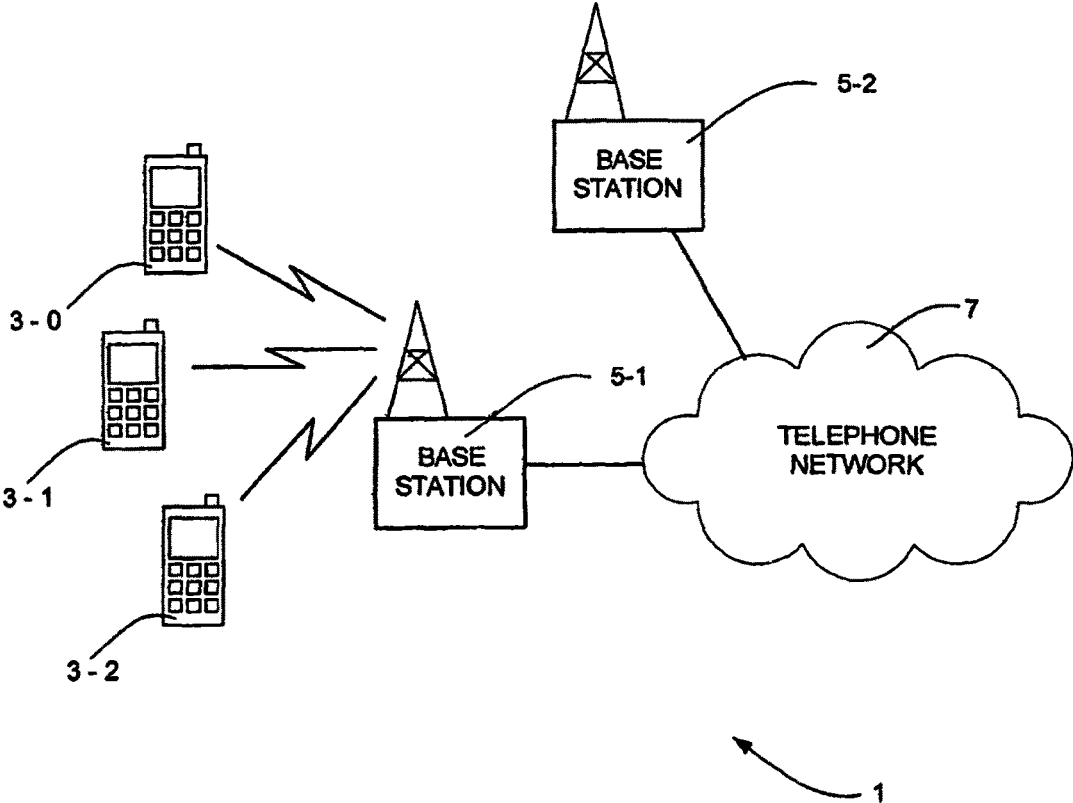 5-2
BASE
STATION
3 - 0
7
5-1
3 - 1
BASE
STATION
TELEPHONE
NETWORK
3 - 2
1